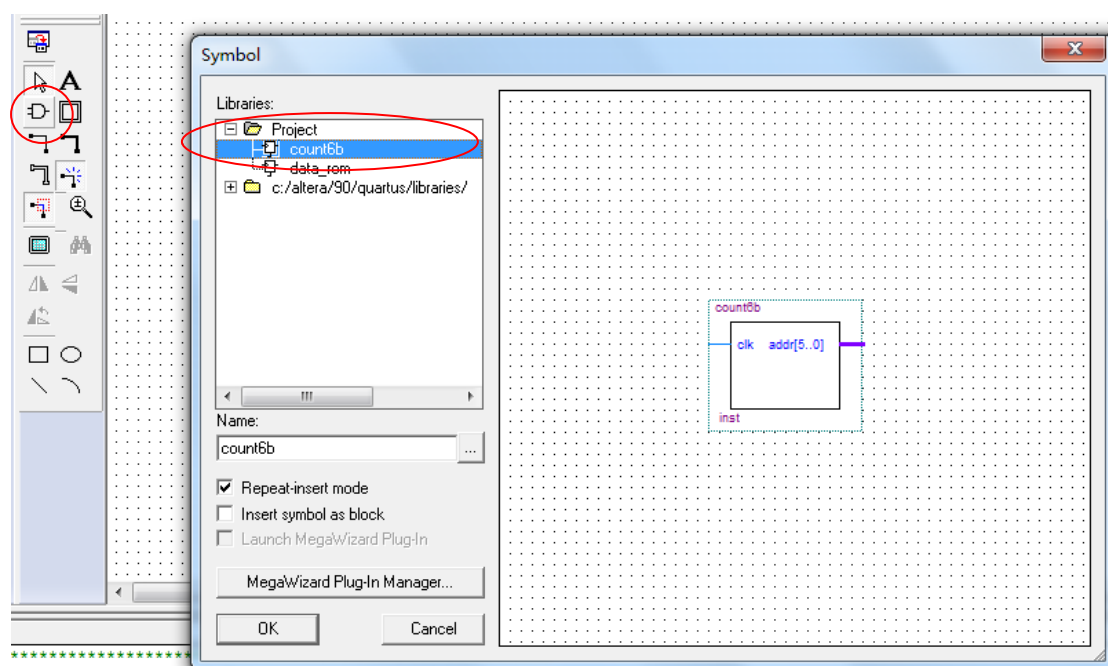 Symbol
A
Libraries:
Project
count6b
data_rom
c:/altera/90/quartus/libraries/
count6b
clk addr[5..0]
inst
Name:
count6b
...
Repeat-insert mode
Insert symbol as block
Launch MegaWizard Plug-In
MegaWizard Plug-In Manager...
OK Cancel
*******************